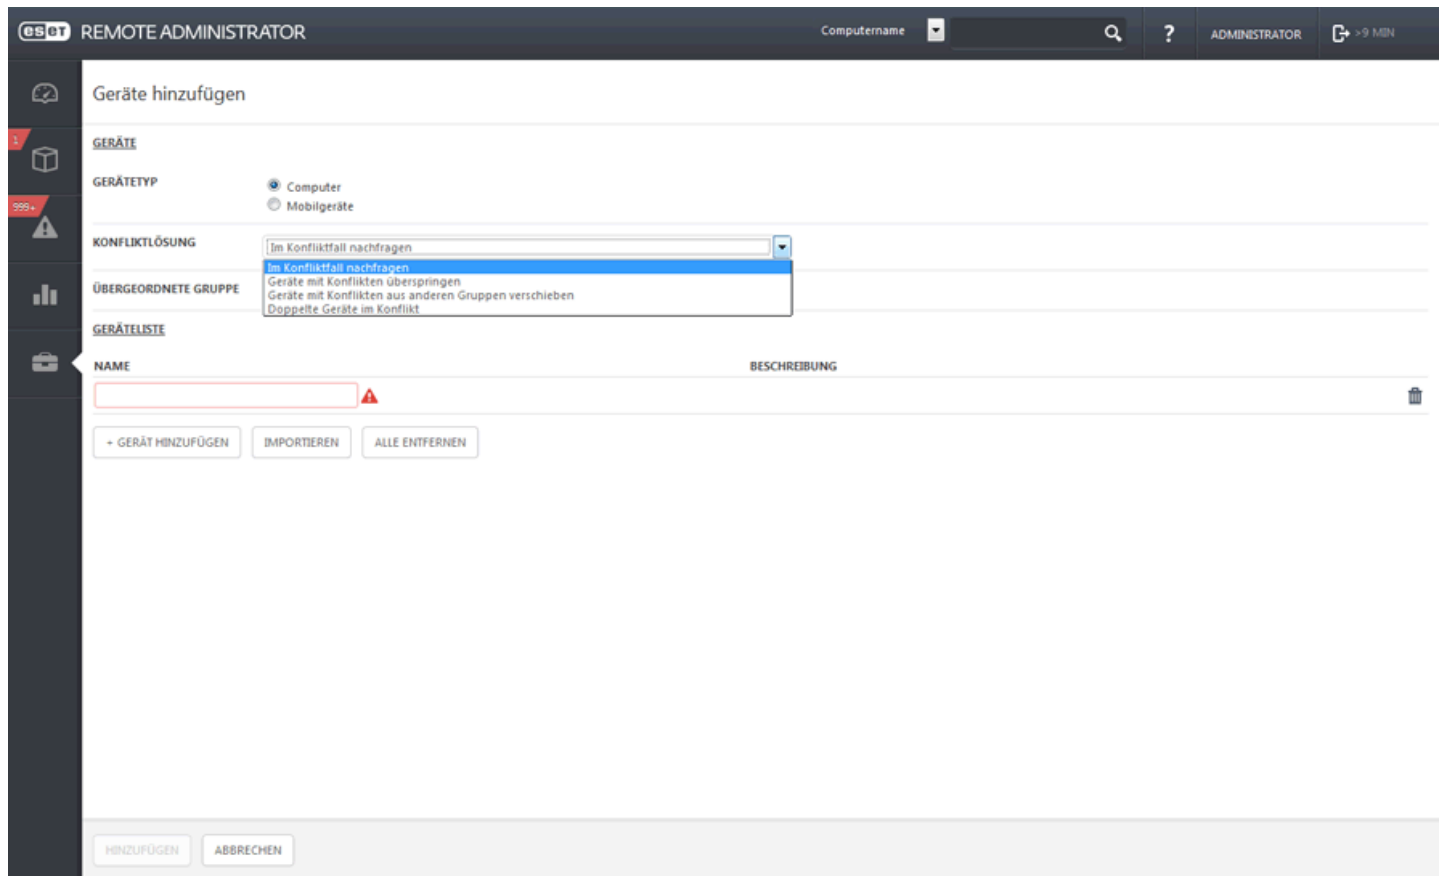 eset REMOTE ADMINISTRATOR
Computername
?
ADMINISTRATOR
>9 MIN
Geräte hinzufügen
1
999+
GERÄTE
GERÄTETYP
Computer
Mobilgeräte
KONFLIKTLÖSUNG
Im Konfliktfall nachfragen
Im Konfliktfall nachfragen
Geräte mit Konflikten überspringen
Geräte mit Konflikten aus anderen Gruppen verschieben
Doppelte Geräte im Konflikt
ÜBERGEORDNETE GRUPPE
GERÄTELISTE
NAME BESCHREIBUNG
+ GERÄT HINZUFÜGEN IMPORTIEREN ALLE ENTFERNEN
HINZUFÜGEN ABBRECHEN